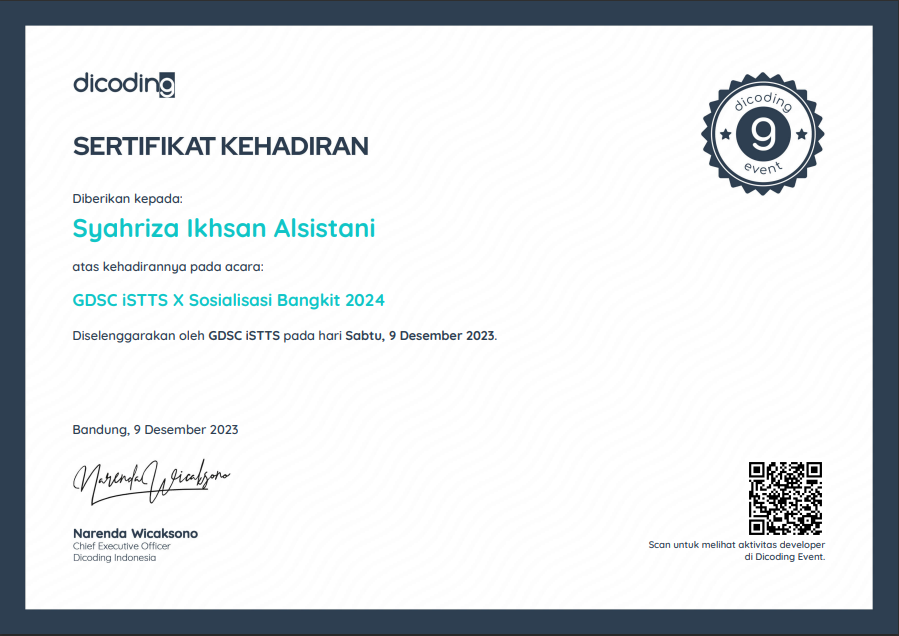 dicoding
SERTIFIKAT KEHADIRAN
dicoding
g
event
Diberikan kepada:
Syahriza Ikhsan Alsistani
atas kehadirannya pada acara:
GDSC iSTTS X Sosialisasi Bangkit 2024
Diselenggarakan oleh GDSC iSTTS pada hari Sabtu, 9 Desember 2023.
Bandung, 9 Desember 2023
Narenda Wicaksono
Narenda Wicaksono
Chief Executive Officer
Dicoding Indonesia
Scan untuk melihat aktivitas developer
di Dicoding Event.